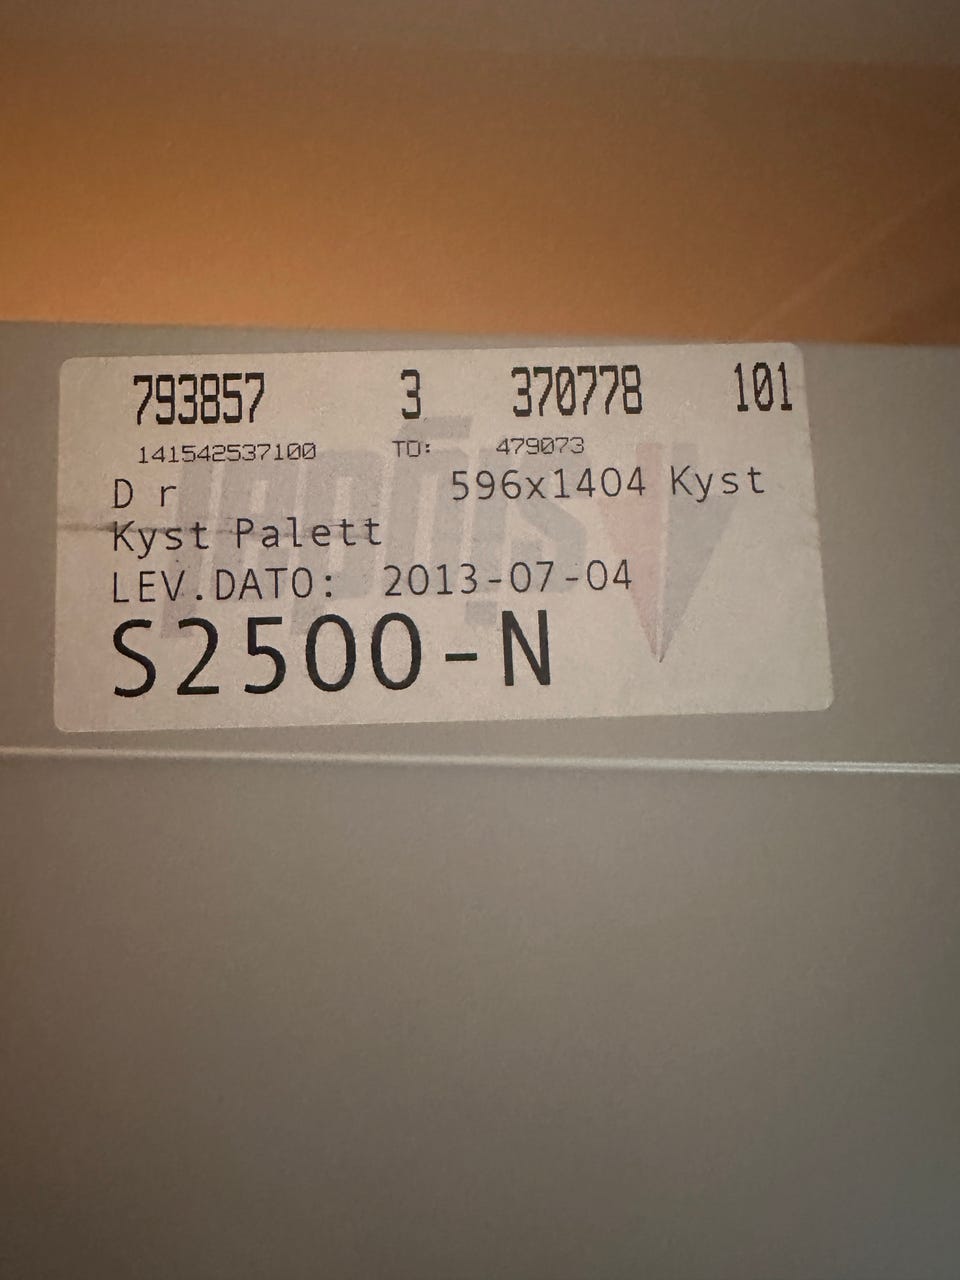 793857 3 370778 101
141542537100 TO: 479073
D r 596x1404 Kyst
Kyst Palett
LEV.DATO: 2013-07-04
S2500-N